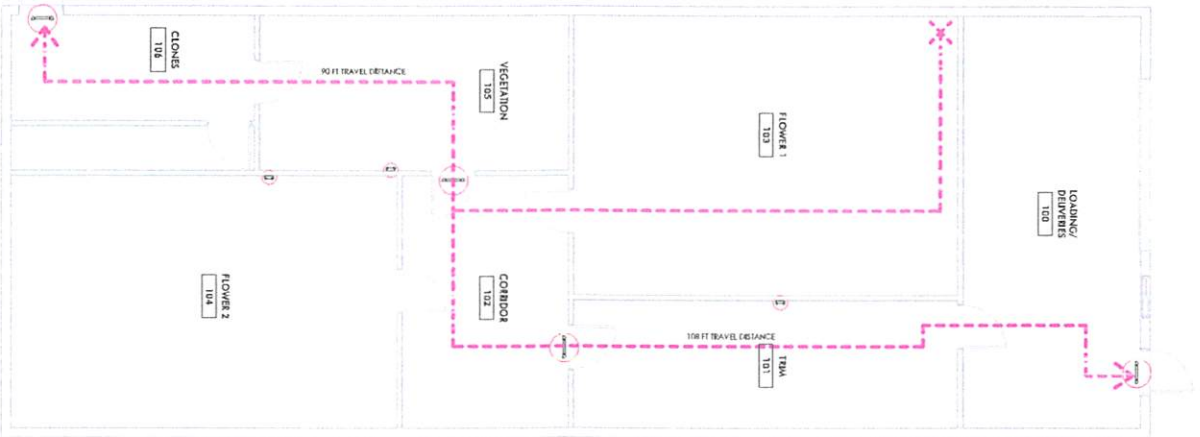 CLONES
106
90 FT TRAVEL DISTANCE
VEGETATION
105
FLOWER 1
103
LOADING/
DELIVERIES
100
FLOWER 2
104
CORRIDOR
102
108 FT TRAVEL DISTANCE
TRIM
101